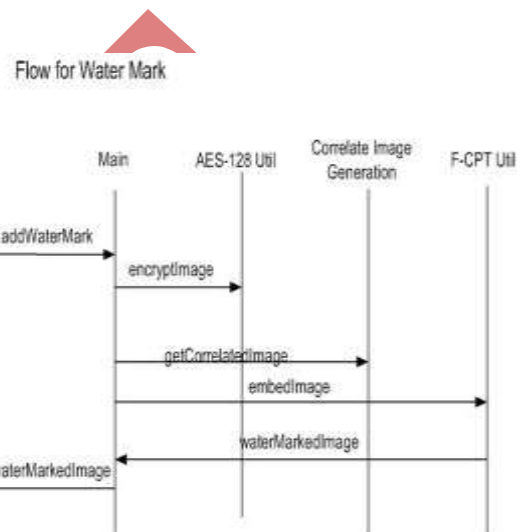 Flow for Water Mark
Main
AES-128 Util
Correlate Image
Generation
F-CPT Util
addWaterMark
encryptImage
getCorrelatedImage
embedImage
waterMarkedImage
aterMarkedImage